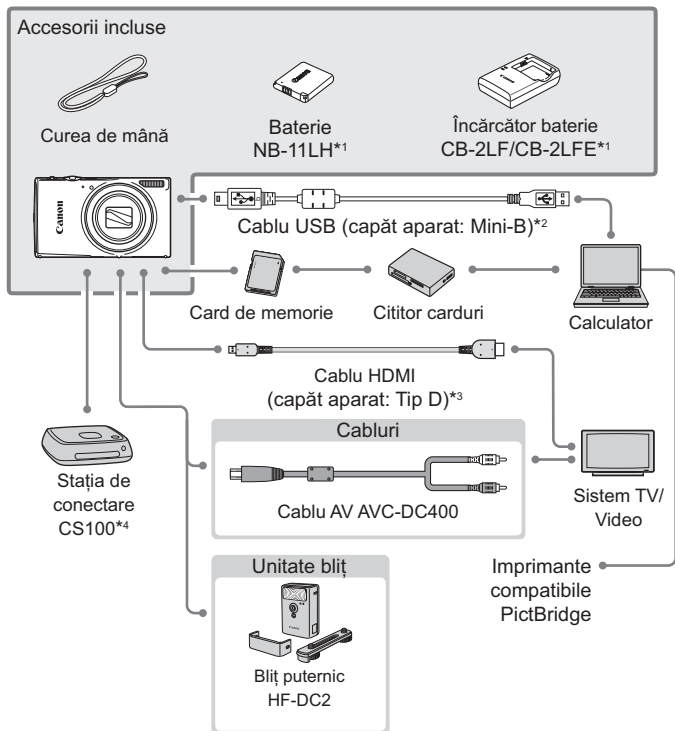 Accesorii incluse
Curea de mână
Baterie
NB-11LH*1
Încărcător baterie
CB-2LF/CB-2LFE*1
Canon
Cablu USB (capăt aparat: Mini-B)*2
Card de memorie
Cititor carduri
Calculator
Cablu HDMI
(capăt aparat: Tip D)*3
Cabluri
Cablu AV AVC-DC400
Stația de
conectare
CS100*4
Sistem TV/
Video
Unitate bliț
Bliț puternic
HF-DC2
Imprimante
compatibile
PictBridge